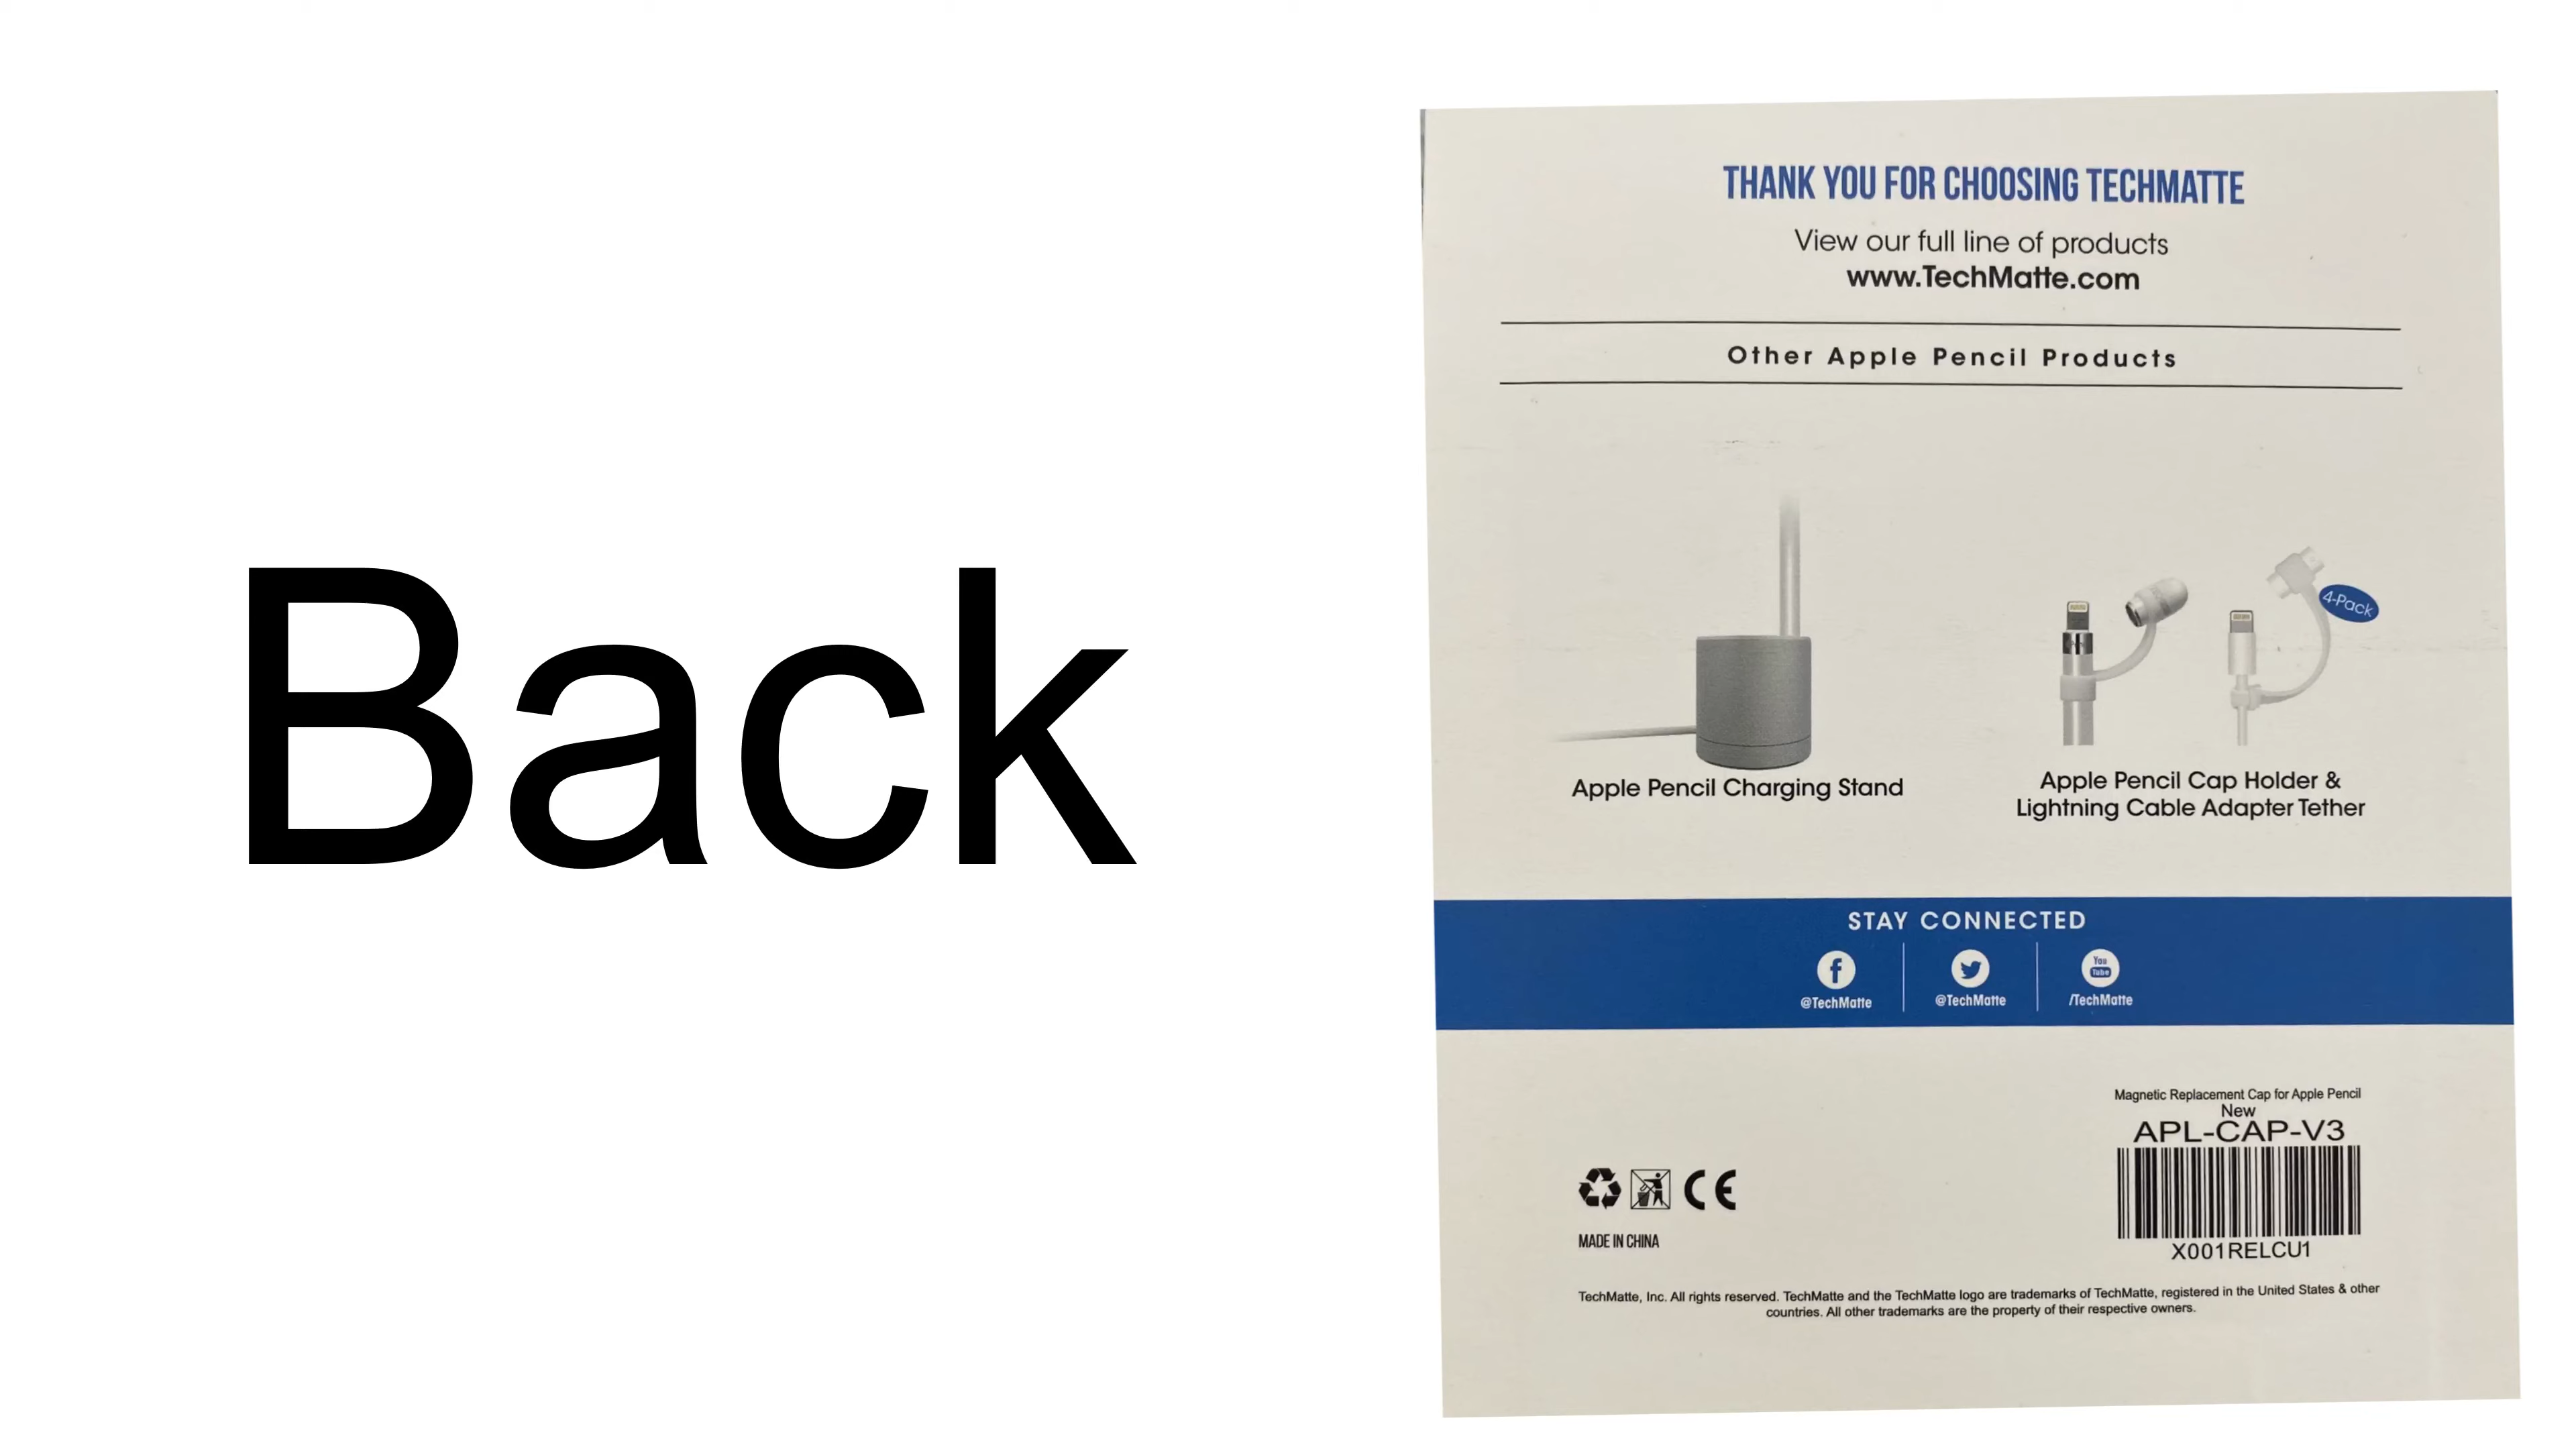 Back
THANK YOU FOR CHOOSING TECHMATTE
View our full line of products
www.TechMatte.com
Other Apple Pencil Products
4-Pack
Apple Pencil Charging Stand
Apple Pencil Cap Holder &
Lightning Cable Adapter Tether
STAY CONNECTED
You
Tube
@TechMatte
@TechMatte
/TechMatte
Magnetic Replacement Cap for Apple Pencil
New
APL-CAP-V3
CE
MADE IN CHINA
X001RELCU1
TechMatte, Inc. All rights reserved. TechMatte and the TechMatte logo are trademarks of TechMatte, registered in the United States & other
countries. All other trademarks are the property of their respective owners.